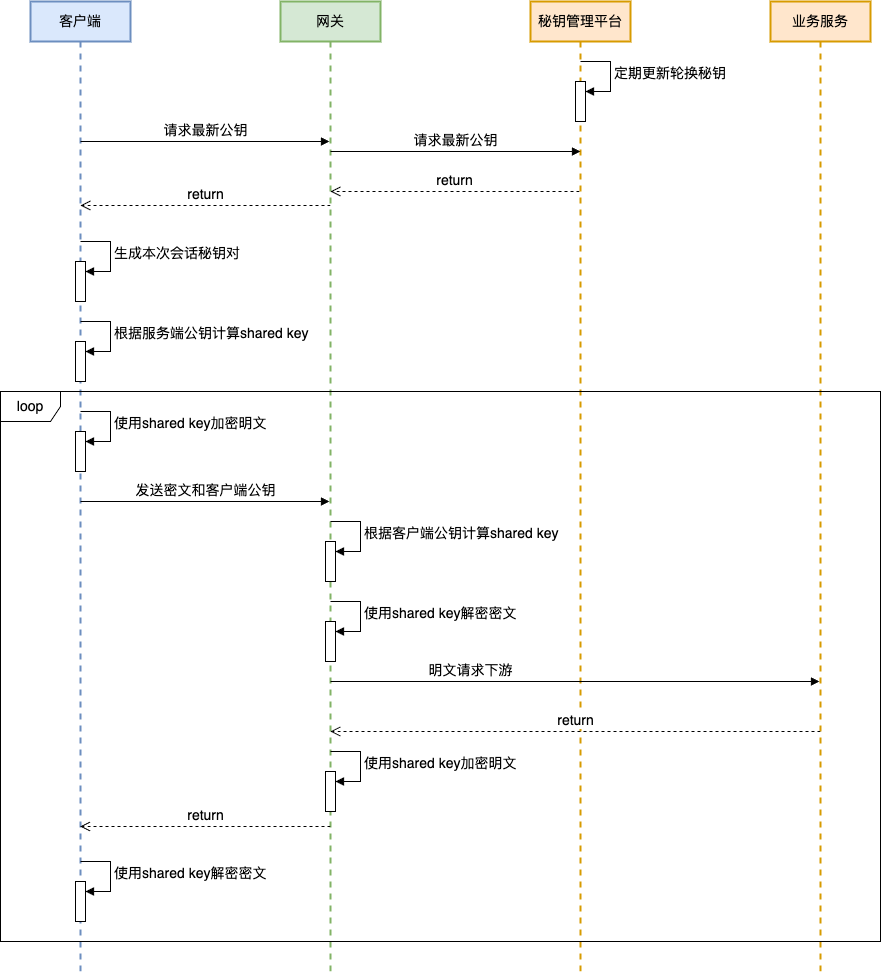 客户端
网关
秘钥管理平台
业务服务
定期更新轮换秘钥
请求最新公钥
请求最新公钥
return
return
生成本次会话秘钥对
根据服务端公钥计算shared key
loop
使用shared key加密明文
发送密文和客户端公钥
根据客户端公钥计算shared key
使用shared key解密密文
明文请求下游
return
使用shared key加密明文
return
使用shared key解密密文